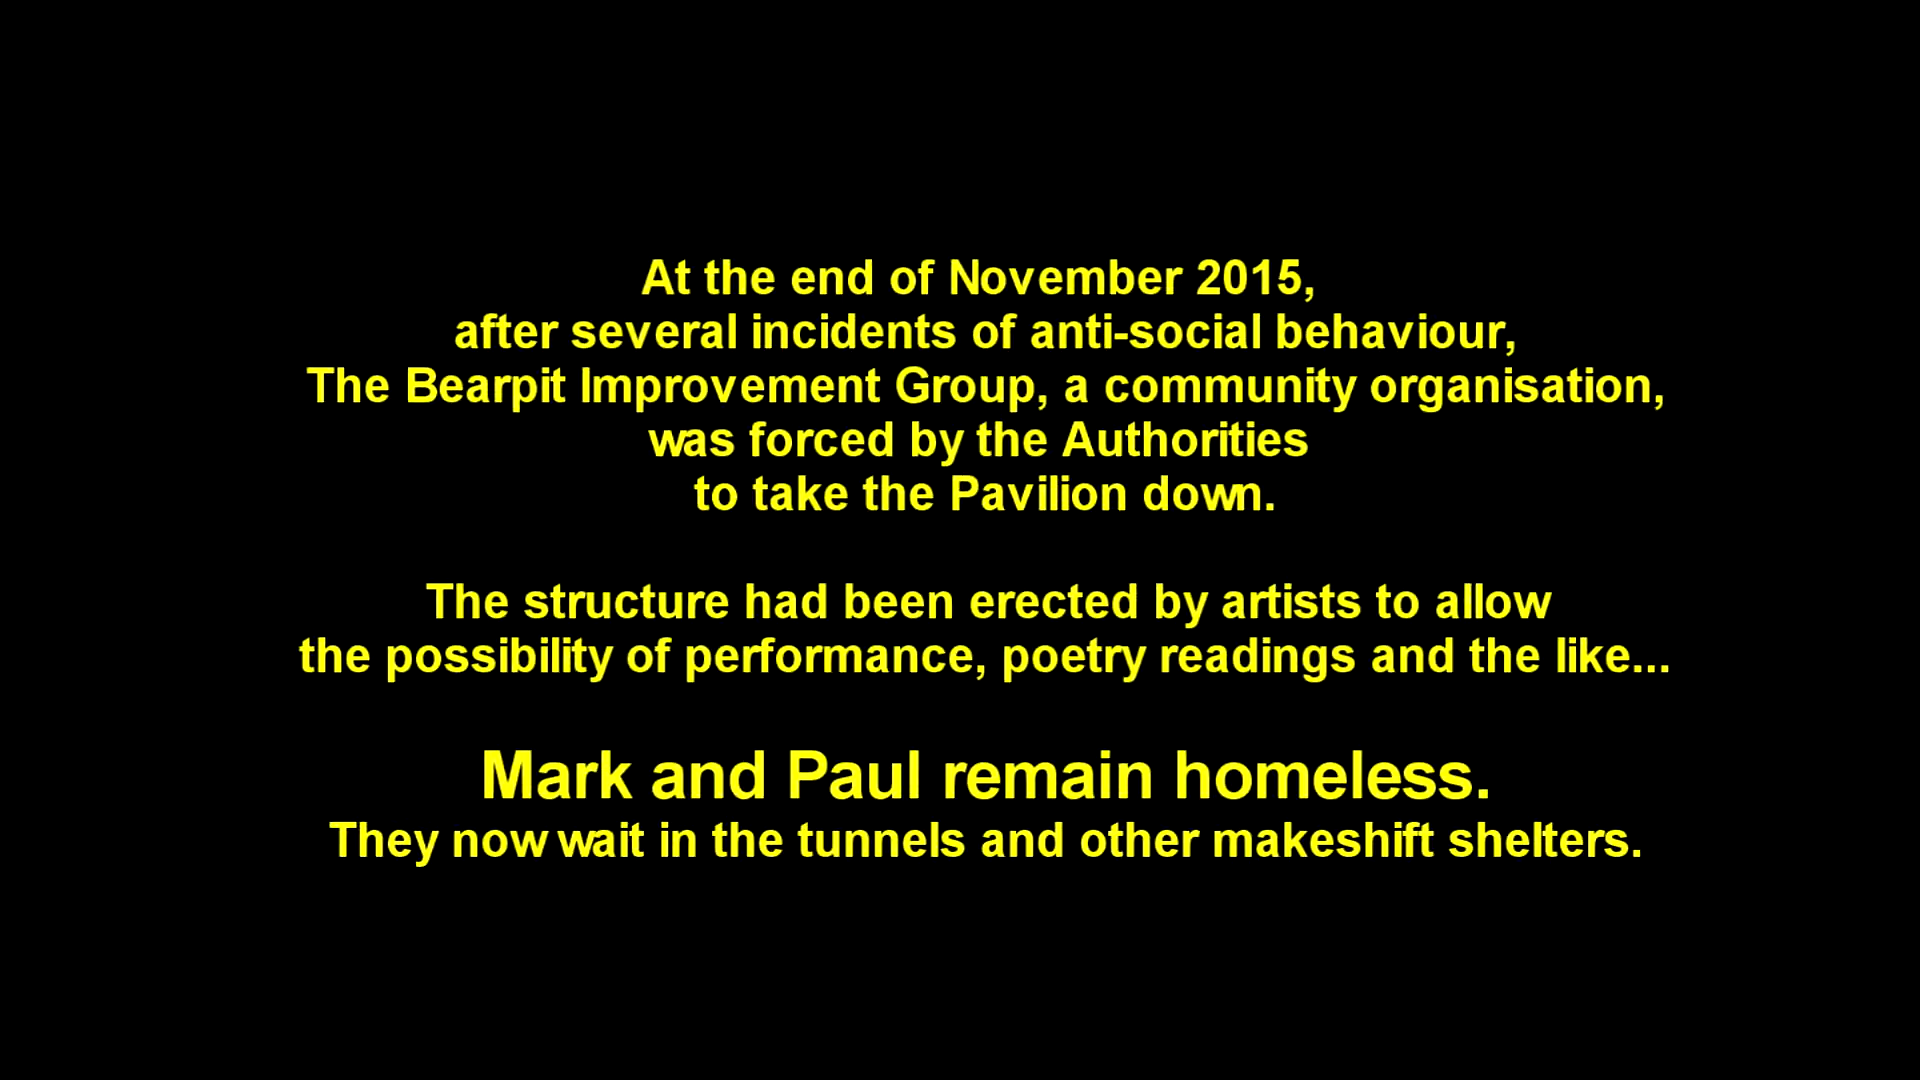 At the end of November 2015,
after several incidents of anti-social behaviour,
The Bearpit Improvement Group, a community organisation,
was forced by the Authorities
to take the Pavilion down.
The structure had been erected by artists to allow
the possibility of performance, poetry readings and the like...
Mark and Paul remain homeless.
They now wait in the tunnels and other makeshift shelters.